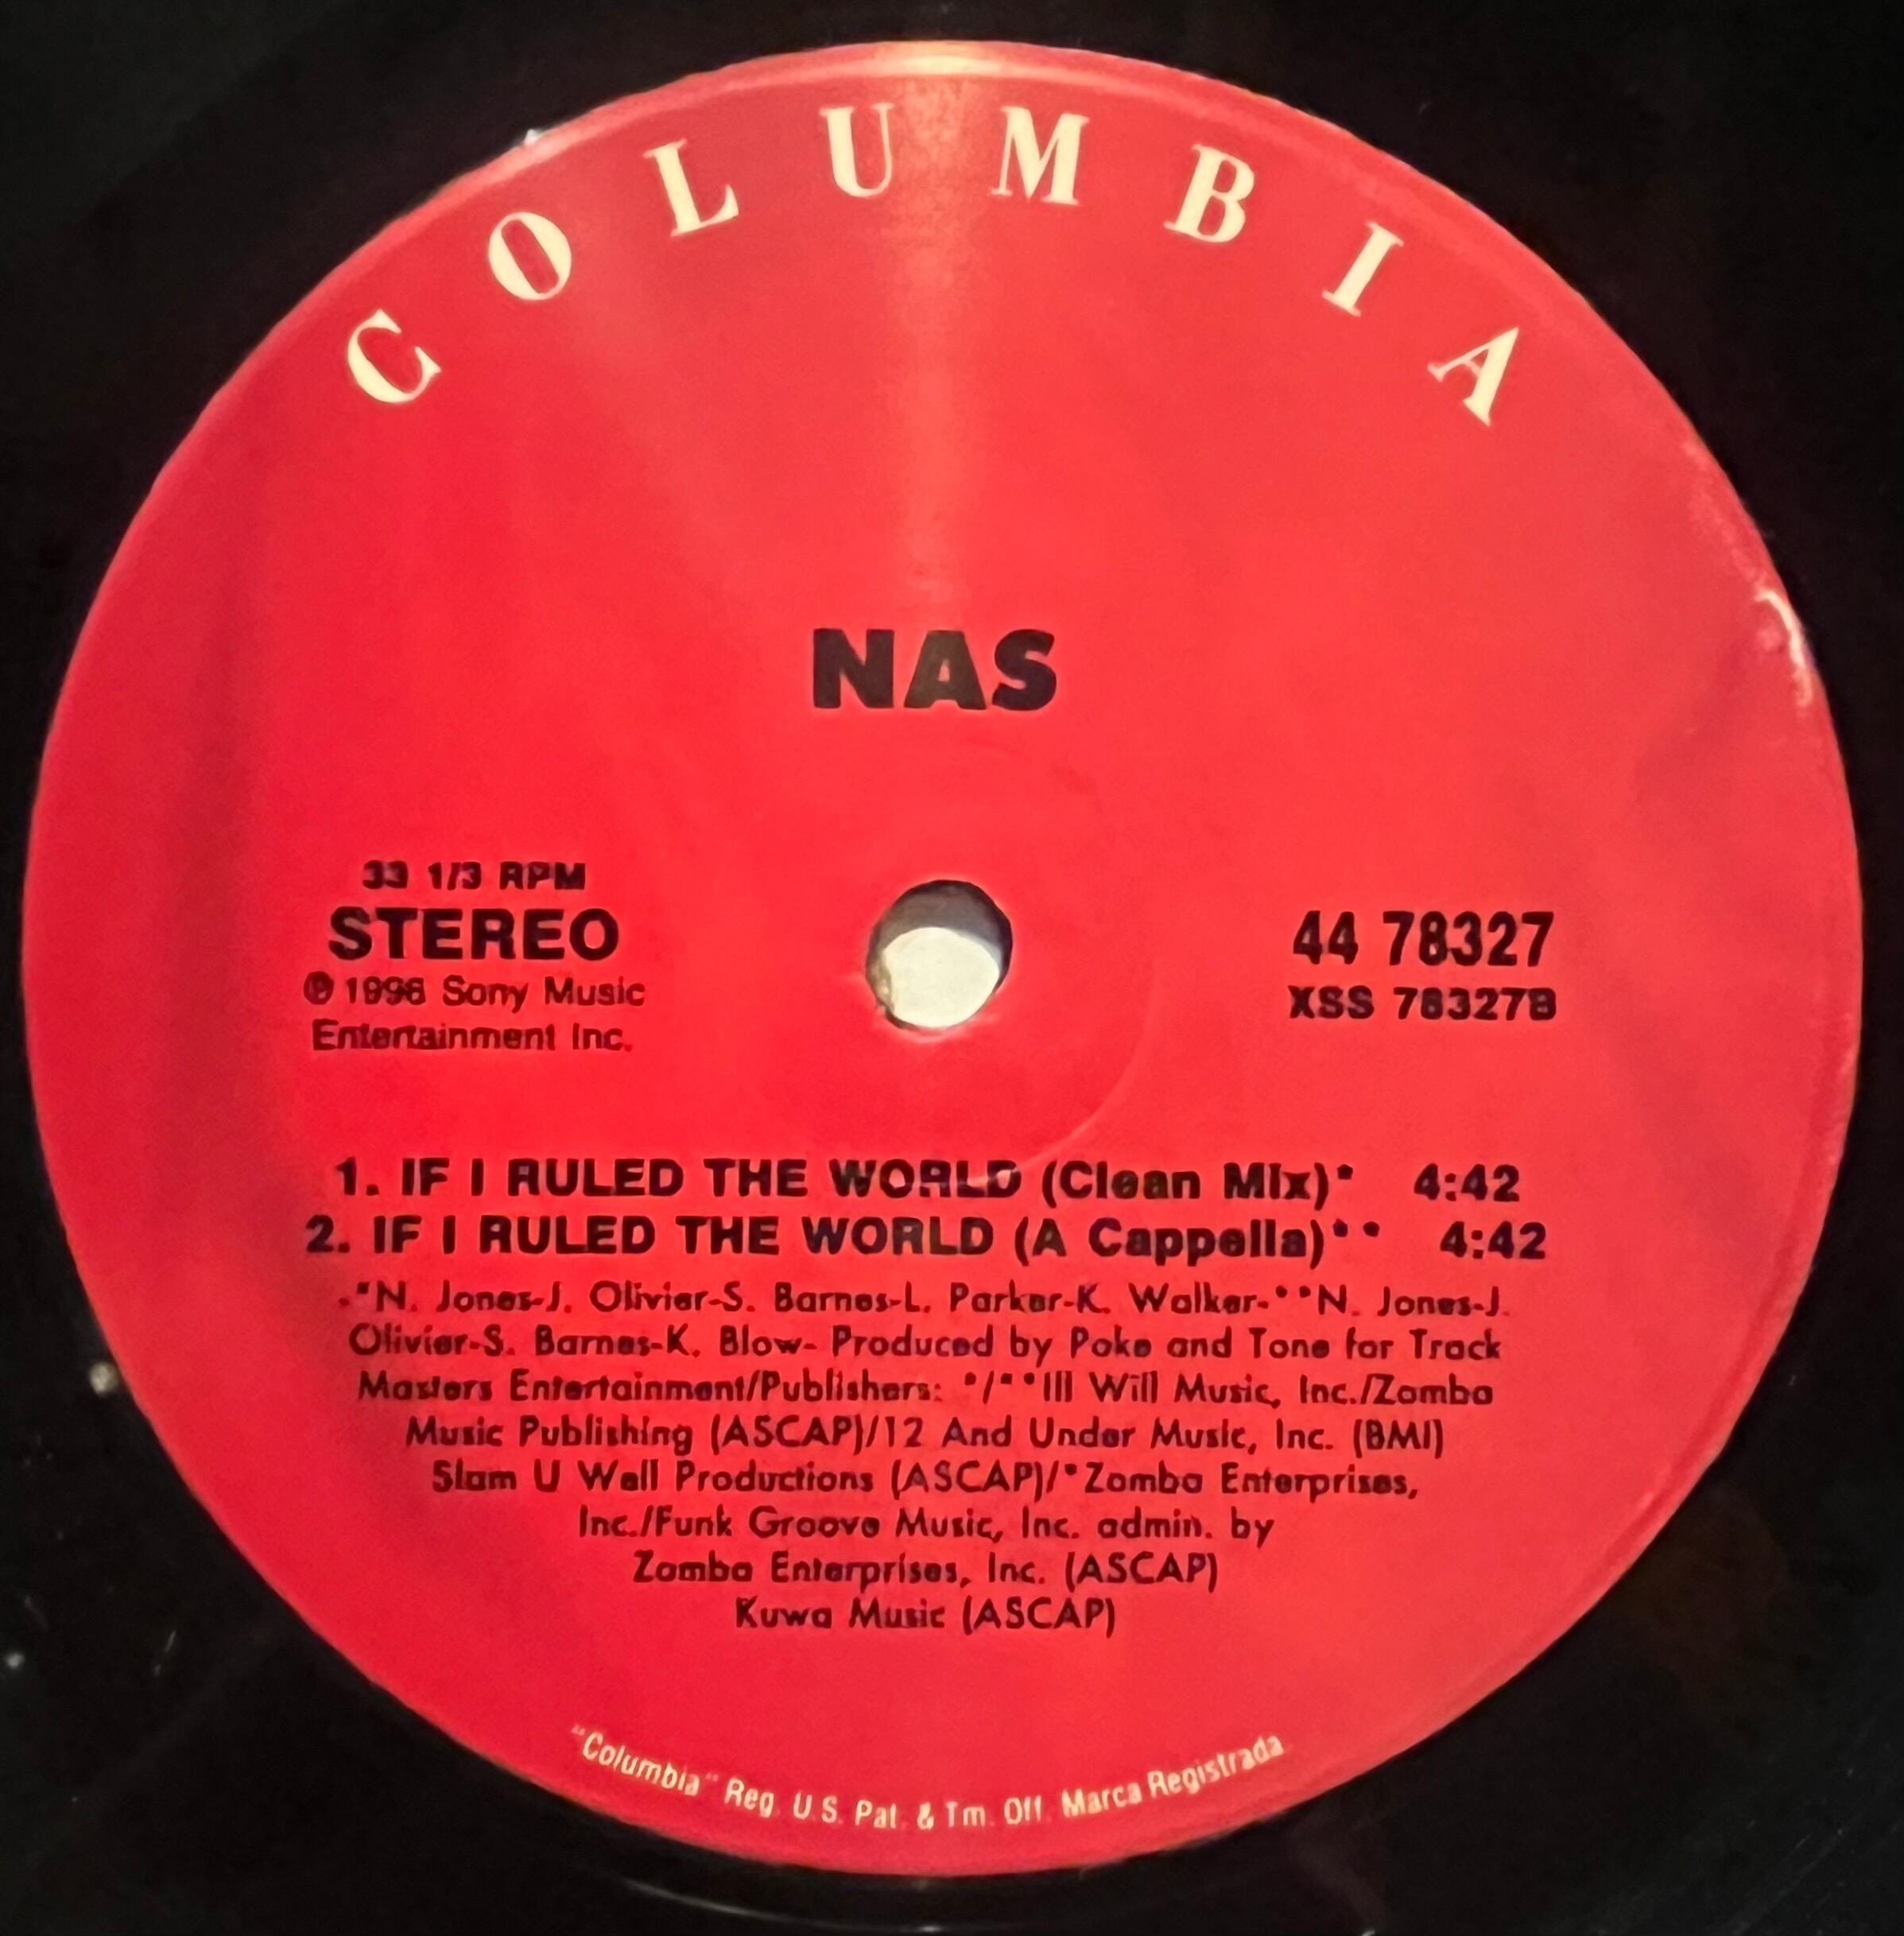 COLUMBIA
NAS
33 1/3 RPM
STEREO
℗ 1996 Sony Music
Entertainment Inc.
44 78327
XSS 78327B
1. IF I RULED THE WORLD (Clean Mix)* 4:42
2. IF I RULED THE WORLD (A Cappella)** 4:42
-*N. Jones-J. Olivier-S. Barnes-L. Parker-K. Walker-**N. Jones-J.
Olivier-S. Barnes-K. Blow- Produced by Poke and Tone for Track
Masters Entertainment/Publishers: */**Ill Will Music, Inc./Zomba
Music Publishing (ASCAP)/12 And Under Music, Inc. (BMI)
Slam U Well Productions (ASCAP)/*Zomba Enterprises,
Inc./Funk Groove Music, Inc. admin. by
Zomba Enterprises, Inc. (ASCAP)
Kuwa Music (ASCAP)
"Columbia" Reg. U.S. Pat. & Tm. Off. Marca Registrada